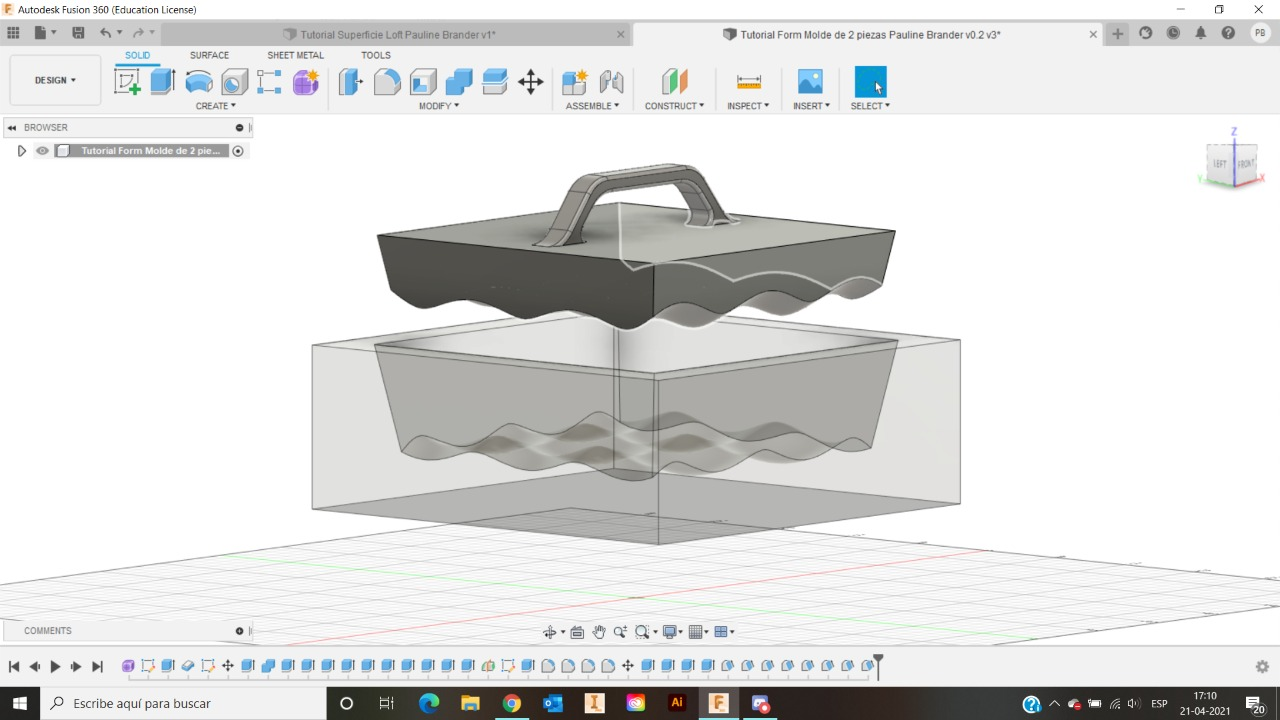 Autodesk Fusion 360 (Education License)
Tutorial Superficie Loft Pauline Brander v1*
Tutorial Form Molde de 2 piezas Pauline Brander v0.2 v3*
PB
SOLID SURFACE SHEET METAL TOOLS
DESIGN
CREATE MODIFY ASSEMBLE CONSTRUCT INSPECT INSERT SELECT
BROWSER
Tutorial Form Molde de 2 pie...
Z
LEFT FRONT
Y X
COMMENTS
Escribe aquí para buscar
Ai
ESP
17:10
21-04-2021
20